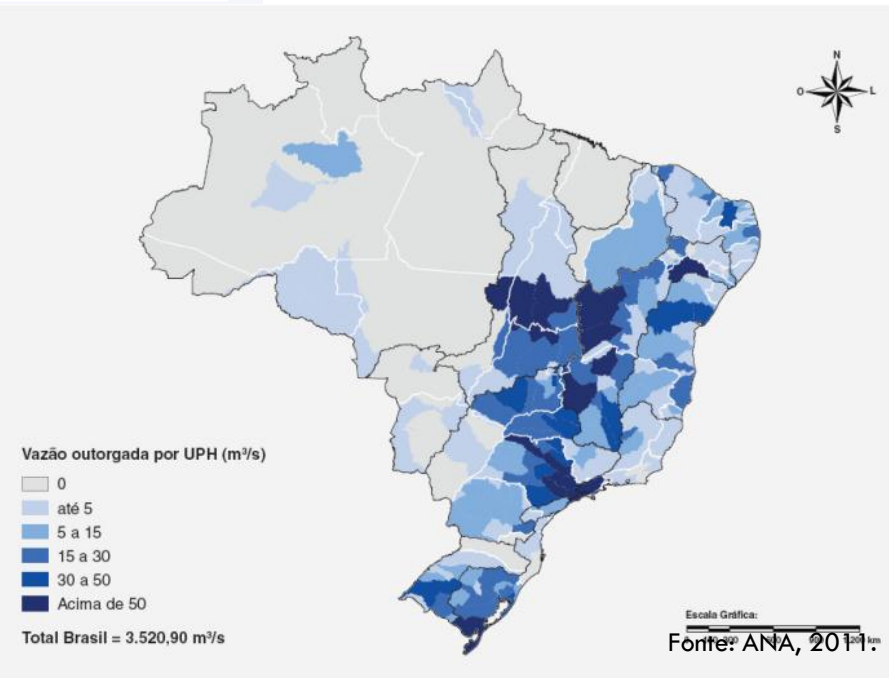 N
O L
S
Vazão outorgada por UPH (m³/s)
0
até 5
5 a 15
15 a 30
30 a 50
Acima de 50
Total Brasil = 3.520,90 m³/s
Escala Gráfica:
km
Fonte: ANA, 2011.